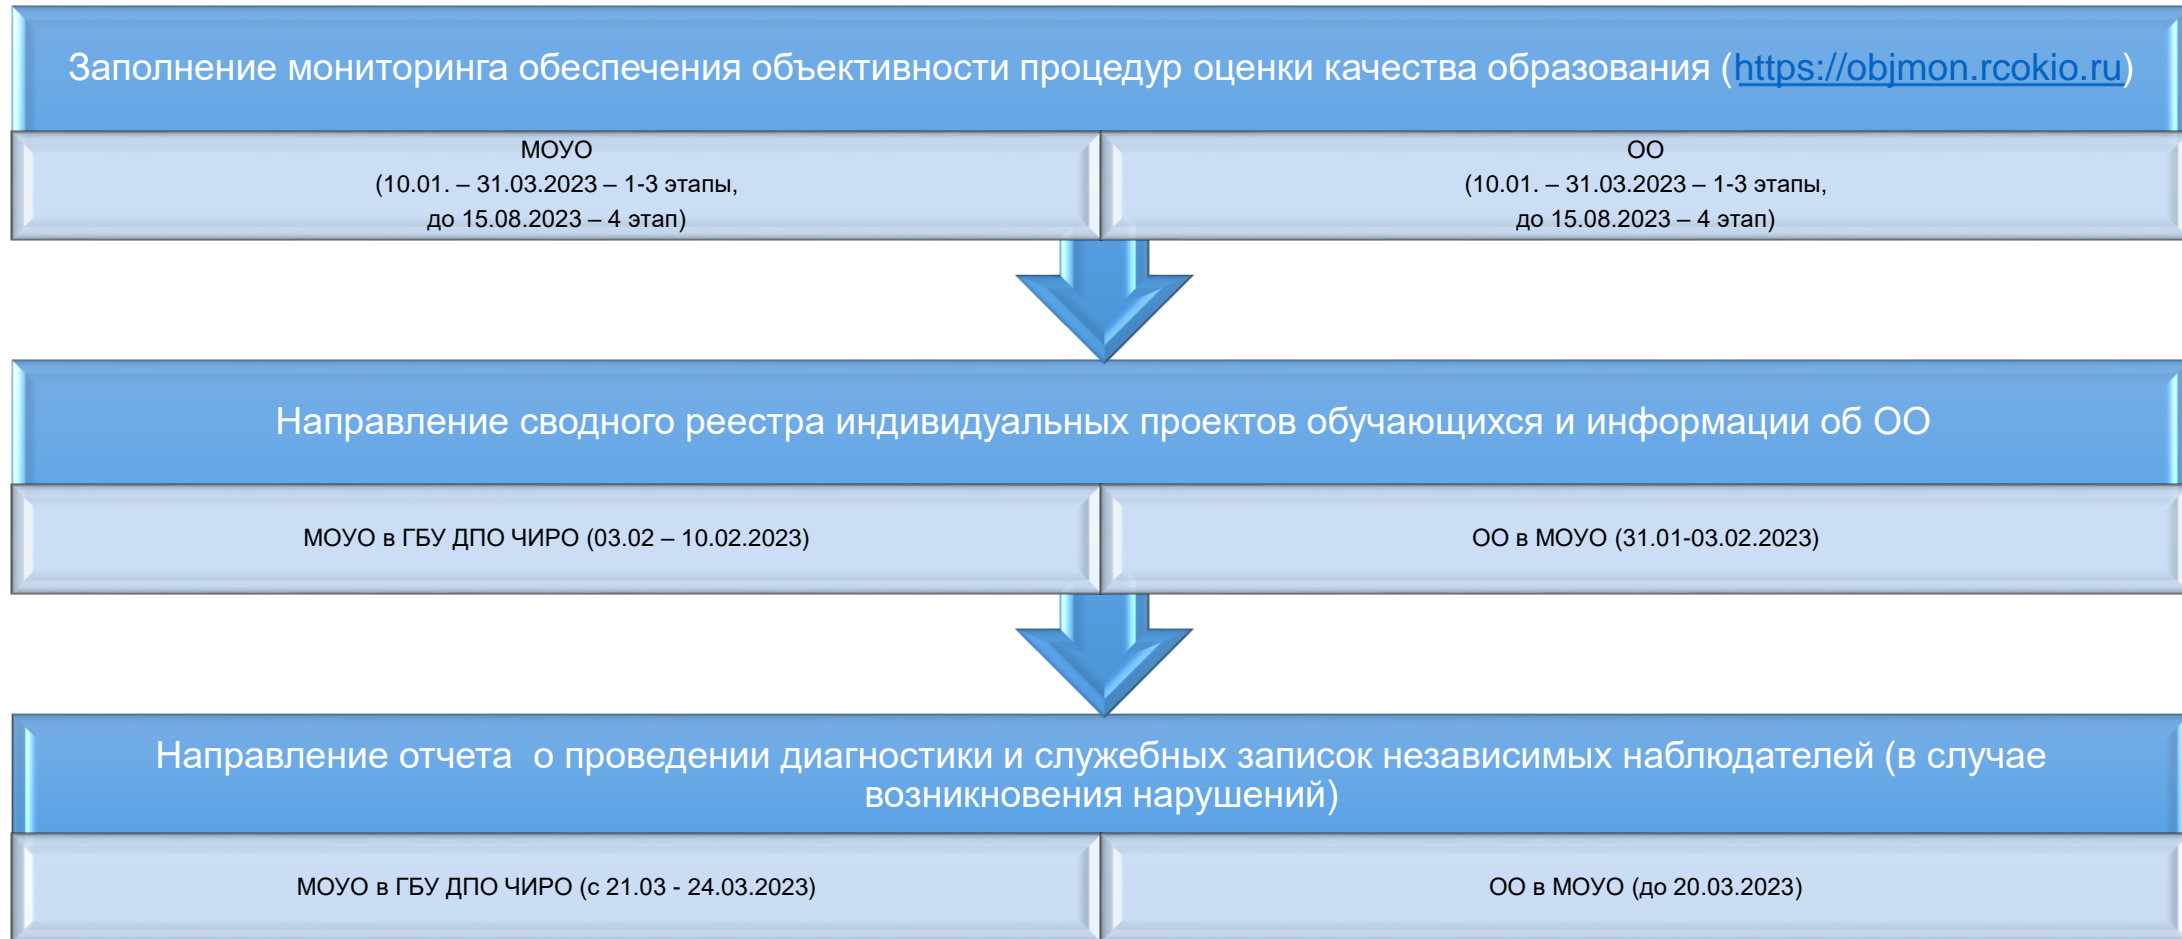 Заполнение мониторинга обеспечения объективности процедур оценки качества образования (https://objmon.rcokio.ru)
МОУО
(10.01. – 31.03.2023 – 1-3 этапы,
до 15.08.2023 – 4 этап)
ОО
(10.01. – 31.03.2023 – 1-3 этапы,
до 15.08.2023 – 4 этап)
Направление сводного реестра индивидуальных проектов обучающихся и информации об ОО
МОУО в ГБУ ДПО ЧИРО (03.02 – 10.02.2023)
ОО в МОУО (31.01-03.02.2023)
Направление отчета  о проведении диагностики и служебных записок независимых наблюдателей (в случае
возникновения нарушений)
МОУО в ГБУ ДПО ЧИРО (с 21.03 - 24.03.2023)
ОО в МОУО (до 20.03.2023)